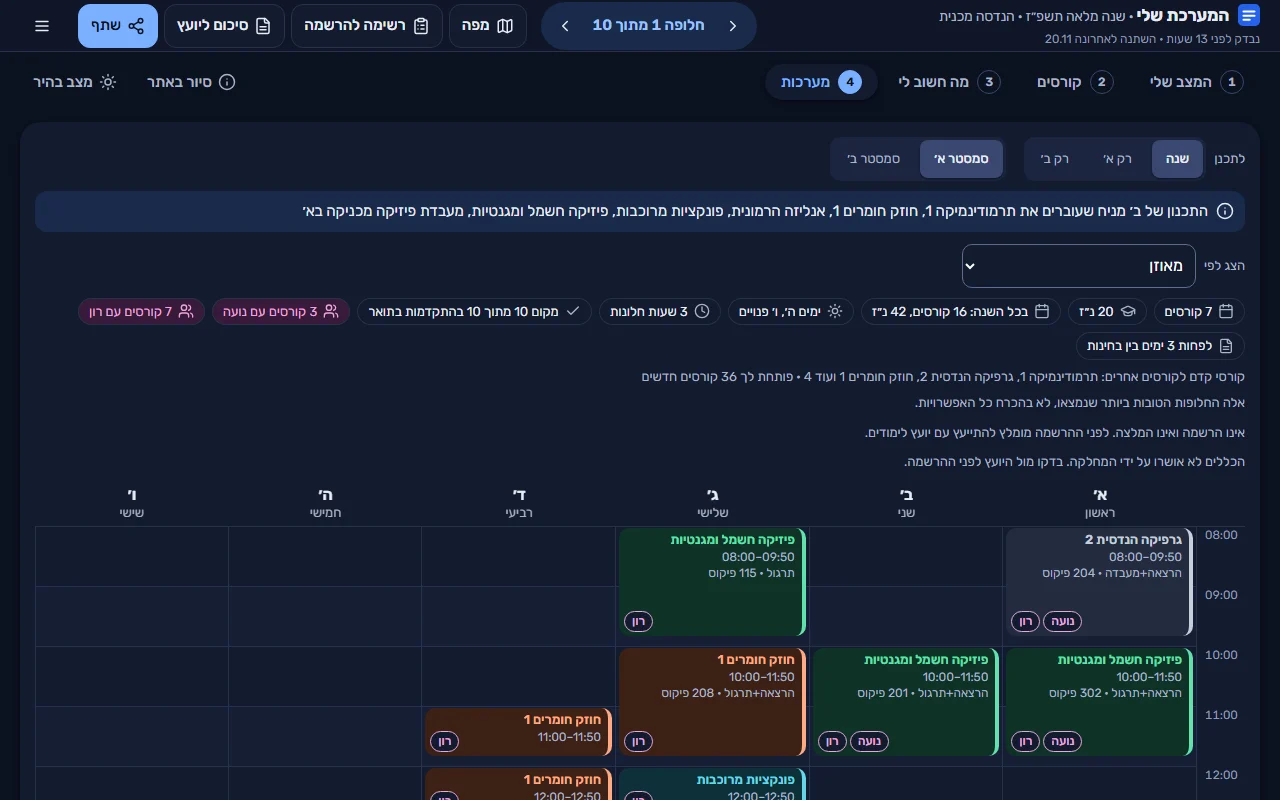 המערכת שלי • שנה מלאה תשפ״ז • הנדסה מכנית
נבדק לפני 13 שעות • השתנה לאחרונה 20.11
חלופה 1 מתוך 10
מפה
רשימה להרשמה
סיכום ליועץ
שתף
1 המצב שלי
2 קורסים
3 מה חשוב לי
4 מערכות
סיור באתר
מצב בהיר
לתכנן
שנה
רק א׳
רק ב׳
סמסטר א׳
סמסטר ב׳
התכנון של ב׳ מניח שעוברים את תרמודינמיקה 1, חוזק חומרים 1, אנליזה הרמונית, פונקציות מרוכבות, פיזיקה חשמל ומגנטיות, מעבדת פיזיקה מכניקה בא׳
הצג לפי
מאוזן
7 קורסים
20 נ״ז
בכל השנה: 16 קורסים, 42 נ״ז
ימים ה׳, ו׳ פנויים
3 שעות חלונות
מקום 10 מתוך 10 בהתקדמות בתואר
3 קורסים עם נועה
7 קורסים עם רון
לפחות 3 ימים בין בחינות
קורסי קדם לקורסים אחרים: תרמודינמיקה 1, גרפיקה הנדסית 2, חוזק חומרים 1 ועוד 4 • פותחת לך 36 קורסים חדשים
אלה החלופות הטובות ביותר שנמצאו, לא בהכרח כל האפשרויות.
אינו הרשמה ואינו המלצה. לפני ההרשמה מומלץ להתייעץ עם יועץ לימודים.
הכללים לא אושרו על ידי המחלקה. בדקו מול היועץ לפני ההרשמה.
א׳
ראשון
ב׳
שני
ג׳
שלישי
ד׳
רביעי
ה׳
חמישי
ו׳
שישי
08:00
09:00
10:00
11:00
12:00
גרפיקה הנדסית 2
08:00–09:50
הרצאה+מעבדה • 204 פיקוס
נועה
רון
פיזיקה חשמל ומגנטיות
10:00–11:50
הרצאה+תרגול • 302 פיקוס
נועה
רון
פיזיקה חשמל ומגנטיות
10:00–11:50
הרצאה+תרגול • 201 פיקוס
נועה
רון
פיזיקה חשמל ומגנטיות
08:00–09:50
תרגול • 115 פיקוס
רון
חוזק חומרים 1
10:00–11:50
הרצאה+תרגול • 208 פיקוס
רון
פונקציות מרוכבות
12:00–12:50
רון
חוזק חומרים 1
11:00–11:50
רון
חוזק חומרים 1
12:00–12:50
רון